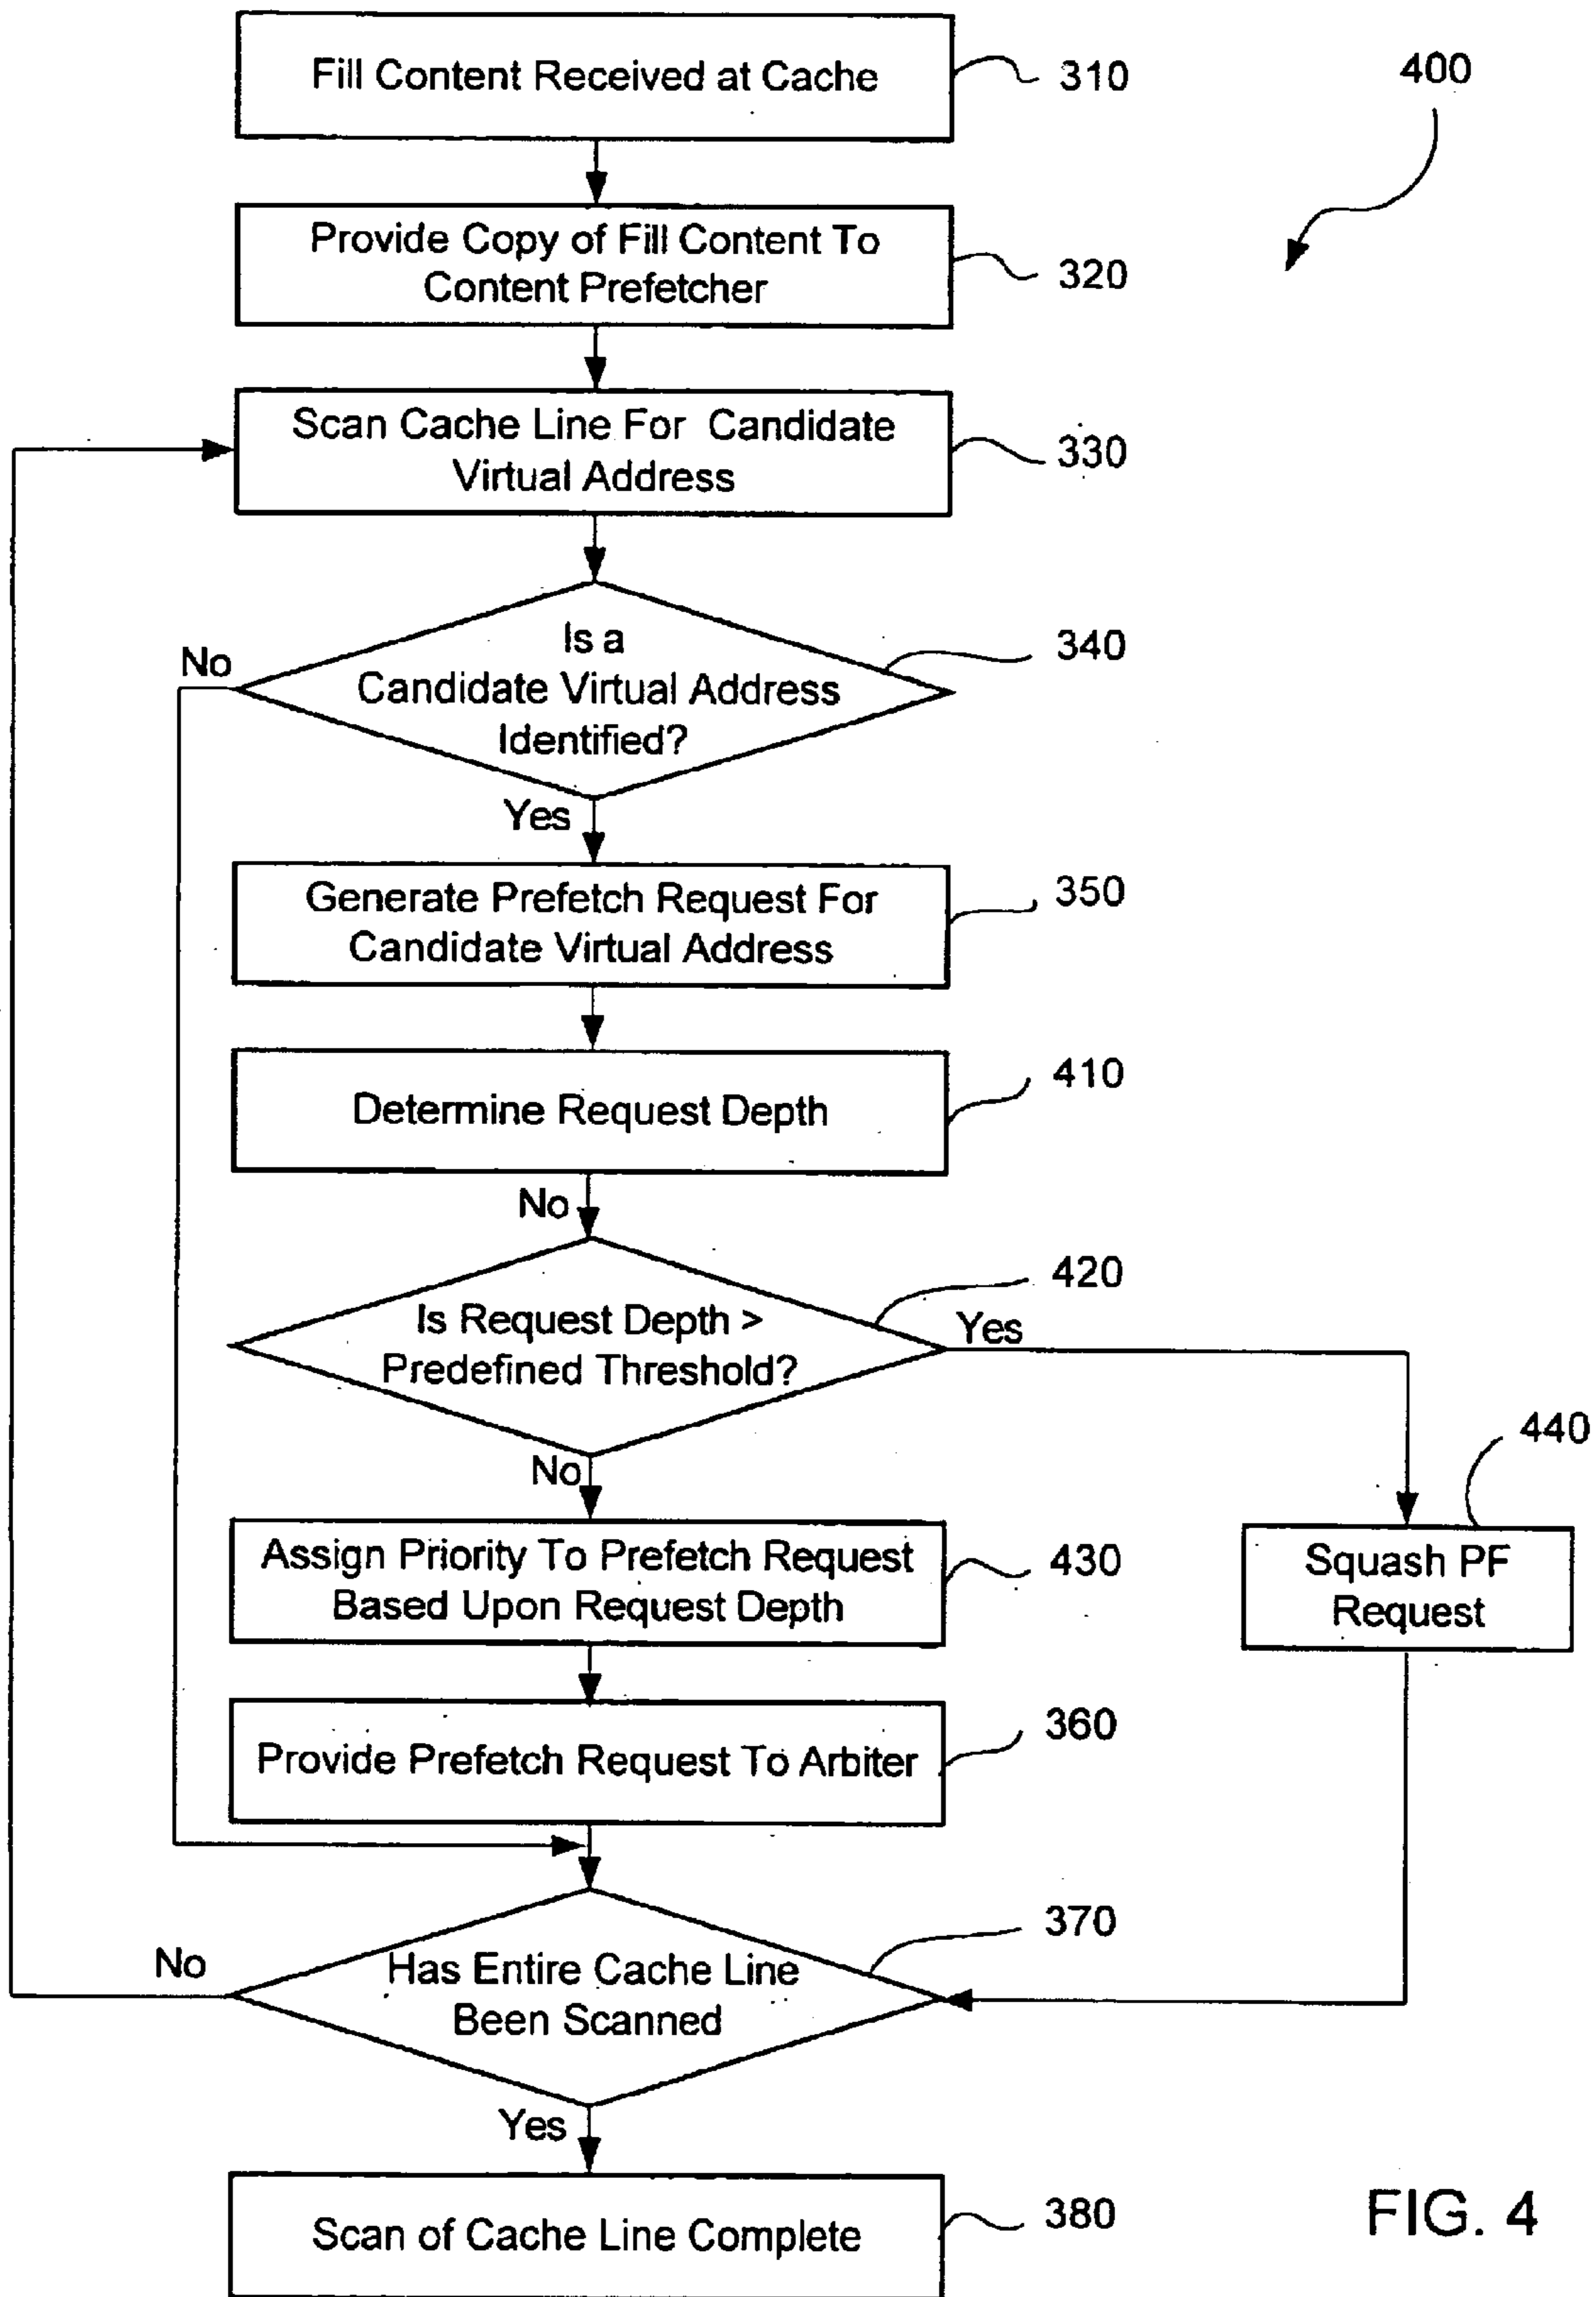 Fill Content Received at Cache
310
400
Provide Copy of Fill Content To
Content Prefetcher
320
Scan Cache Line For Candidate
Virtual Address
330
Is a
Candidate Virtual Address
Identified?
340
No
Yes
Generate Prefetch Request For
Candidate Virtual Address
350
Determine Request Depth
410
No
Is Request Depth >
Predefined Threshold?
420
Yes
No
440
Assign Priority To Prefetch Request
Based Upon Request Depth
430
Squash PF
Request
Provide Prefetch Request To Arbiter
360
Has Entire Cache Line
Been Scanned
370
No
Yes
Scan of Cache Line Complete
380
FIG. 4